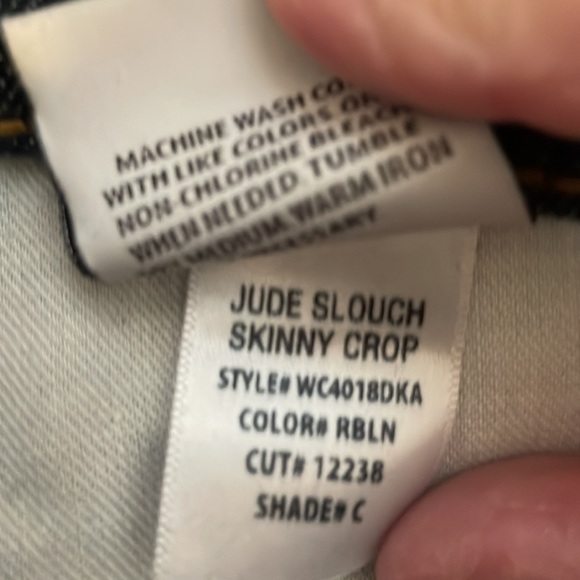 MACHINE WASH
WITH LIKE COLORS
NON-CHLORINE BLEACH
WHEN NEEDED TUMBLE
MEDIUM WARM IRON
JUDE SLOUCH
SKINNY CROP
STYLE# WC4018DKA
COLOR# RBLN
CUT# 12238
SHADE# C